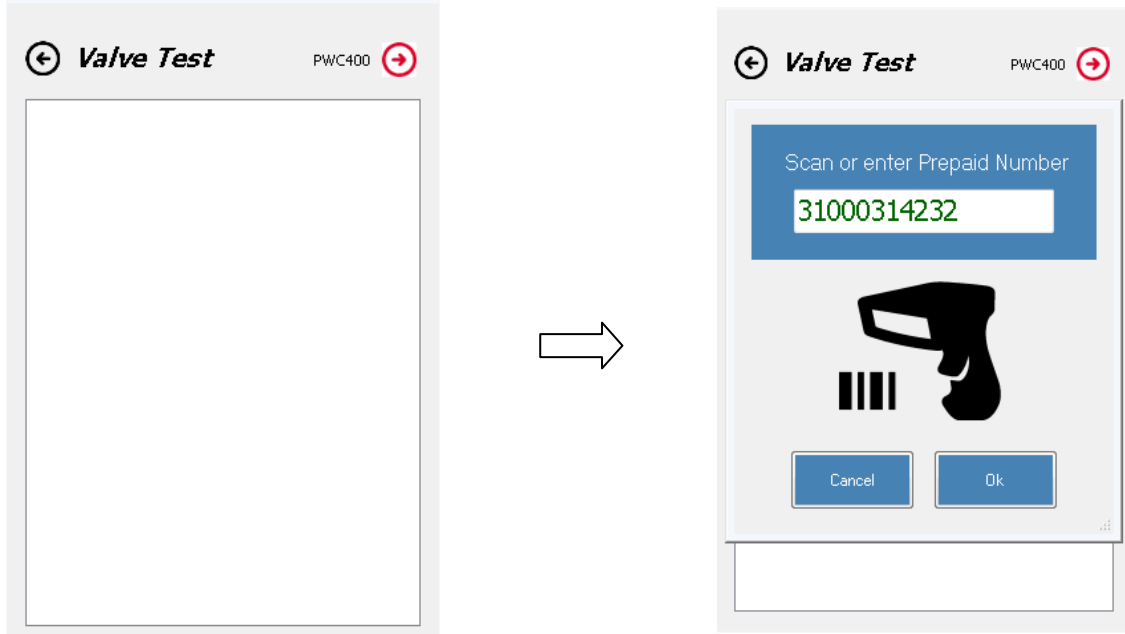 Valve Test
PWC400
Valve Test
PWC400
Scan or enter Prepaid Number
31000314232
Cancel
Ok